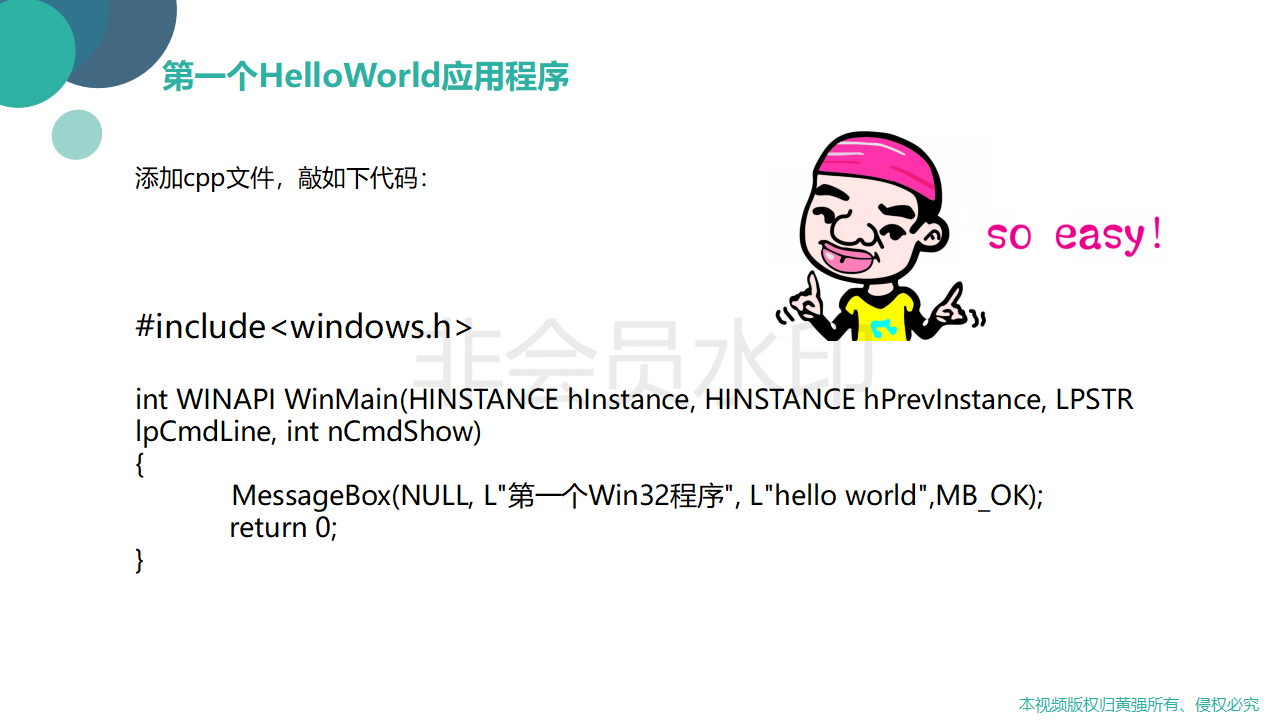 第一个HelloWorld应用程序
添加cpp文件，敲如下代码：
so easy!
#include<windows.h>
非会员水印
int WINAPI WinMain(HINSTANCE hInstance, HINSTANCE hPrevInstance, LPSTR
lpCmdLine, int nCmdShow)
{
MessageBox(NULL, L"第一个Win32程序", L"hello world",MB_OK);
return 0;
}
本视频版权归黄强所有、侵权必究